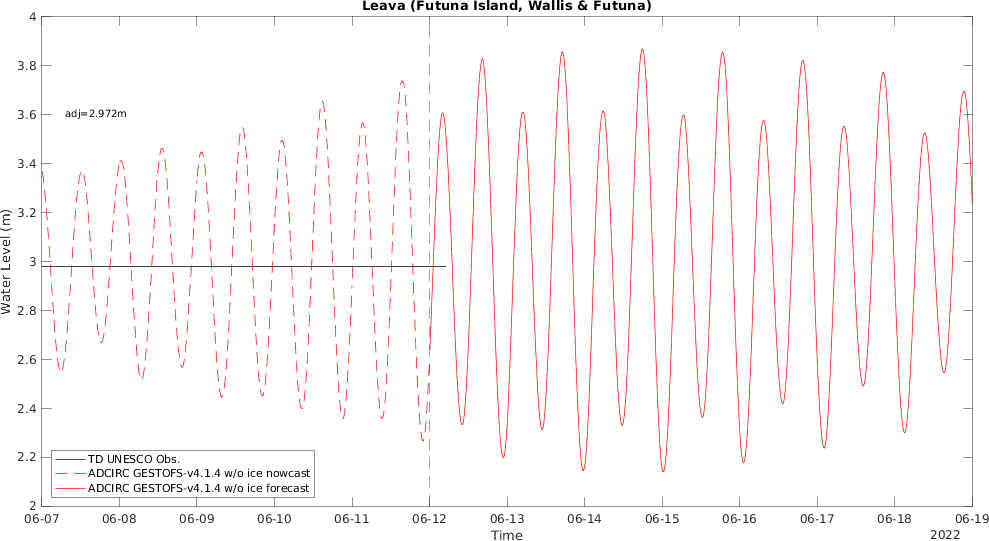 Leava (Futuna Island, Wallis & Futuna)
4
3.8
3.6
3.4
3.2
3
2.8
2.6
2.4
2.2
2
Water Level (m)
adj=2.972m
TD UNESCO Obs.
ADCIRC GESTOFS-v4.1.4 w/o ice nowcast
ADCIRC GESTOFS-v4.1.4 w/o ice forecast
06-07 06-08 06-09 06-10 06-11 06-12 06-13 06-14 06-15 06-16 06-17 06-18 06-19
Time
2022